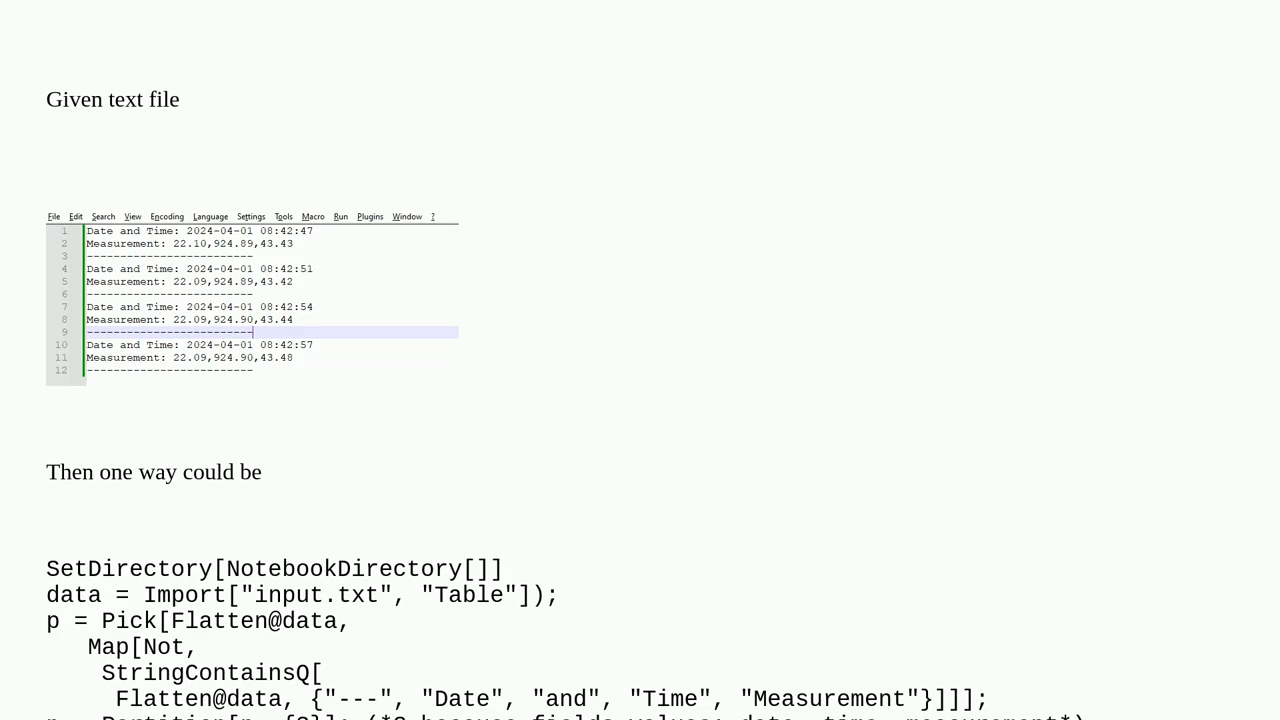 Given text file
File Edit Search View Encoding Language Settings Tools Macro Run Plugins Window ?
1 Date and Time: 2024-04-01 08:42:47
2 Measurement: 22.10,924.89,43.43
3 -------------------------
4 Date and Time: 2024-04-01 08:42:51
5 Measurement: 22.09,924.89,43.42
6 -------------------------
7 Date and Time: 2024-04-01 08:42:54
8 Measurement: 22.09,924.90,43.44
9 -------------------------
10 Date and Time: 2024-04-01 08:42:57
11 Measurement: 22.09,924.90,43.48
12 -------------------------
Then one way could be
SetDirectory[NotebookDirectory[]]
data = Import["input.txt", "Table"]);
p = Pick[Flatten@data,
Map[Not,
StringContainsQ[
Flatten@data, {"---", "Date", "and", "Time", "Measurement"}]]];